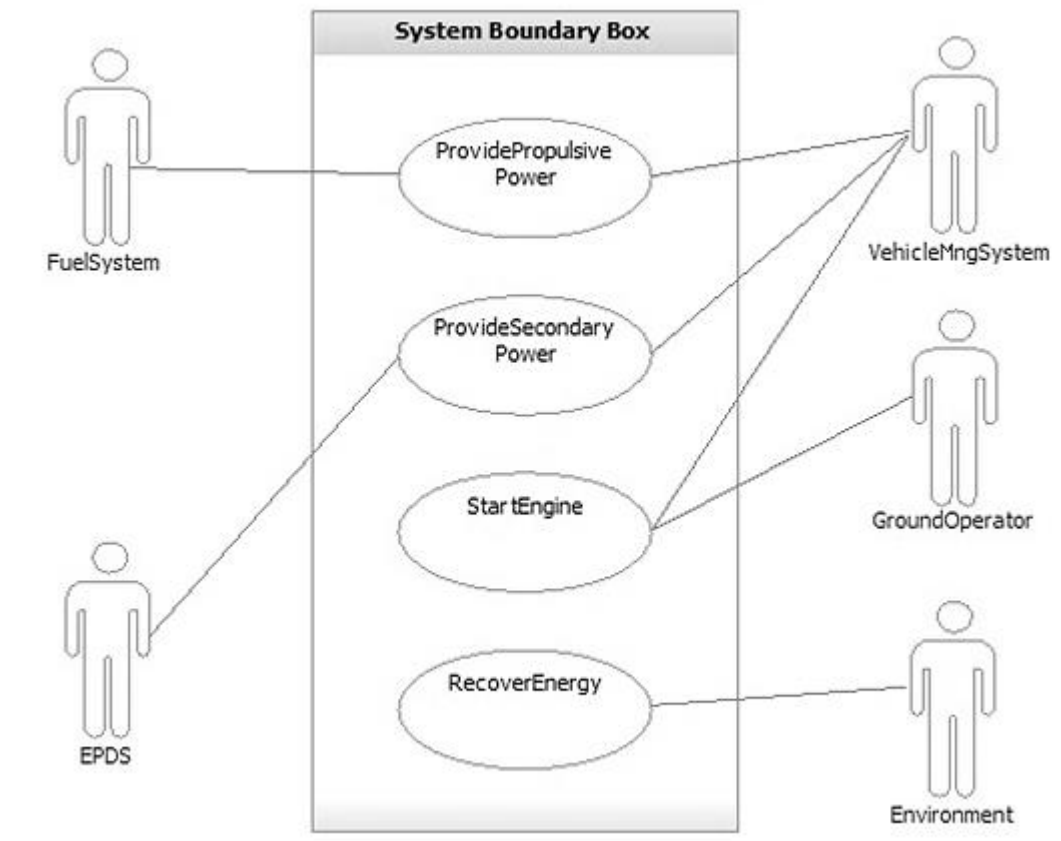 System Boundary Box
ProvidePropulsive
Power
FuelSystem
VehicleMngSystem
ProvideSecondary
Power
StartEngine
GroundOperator
RecoverEnergy
EPDS
Environment